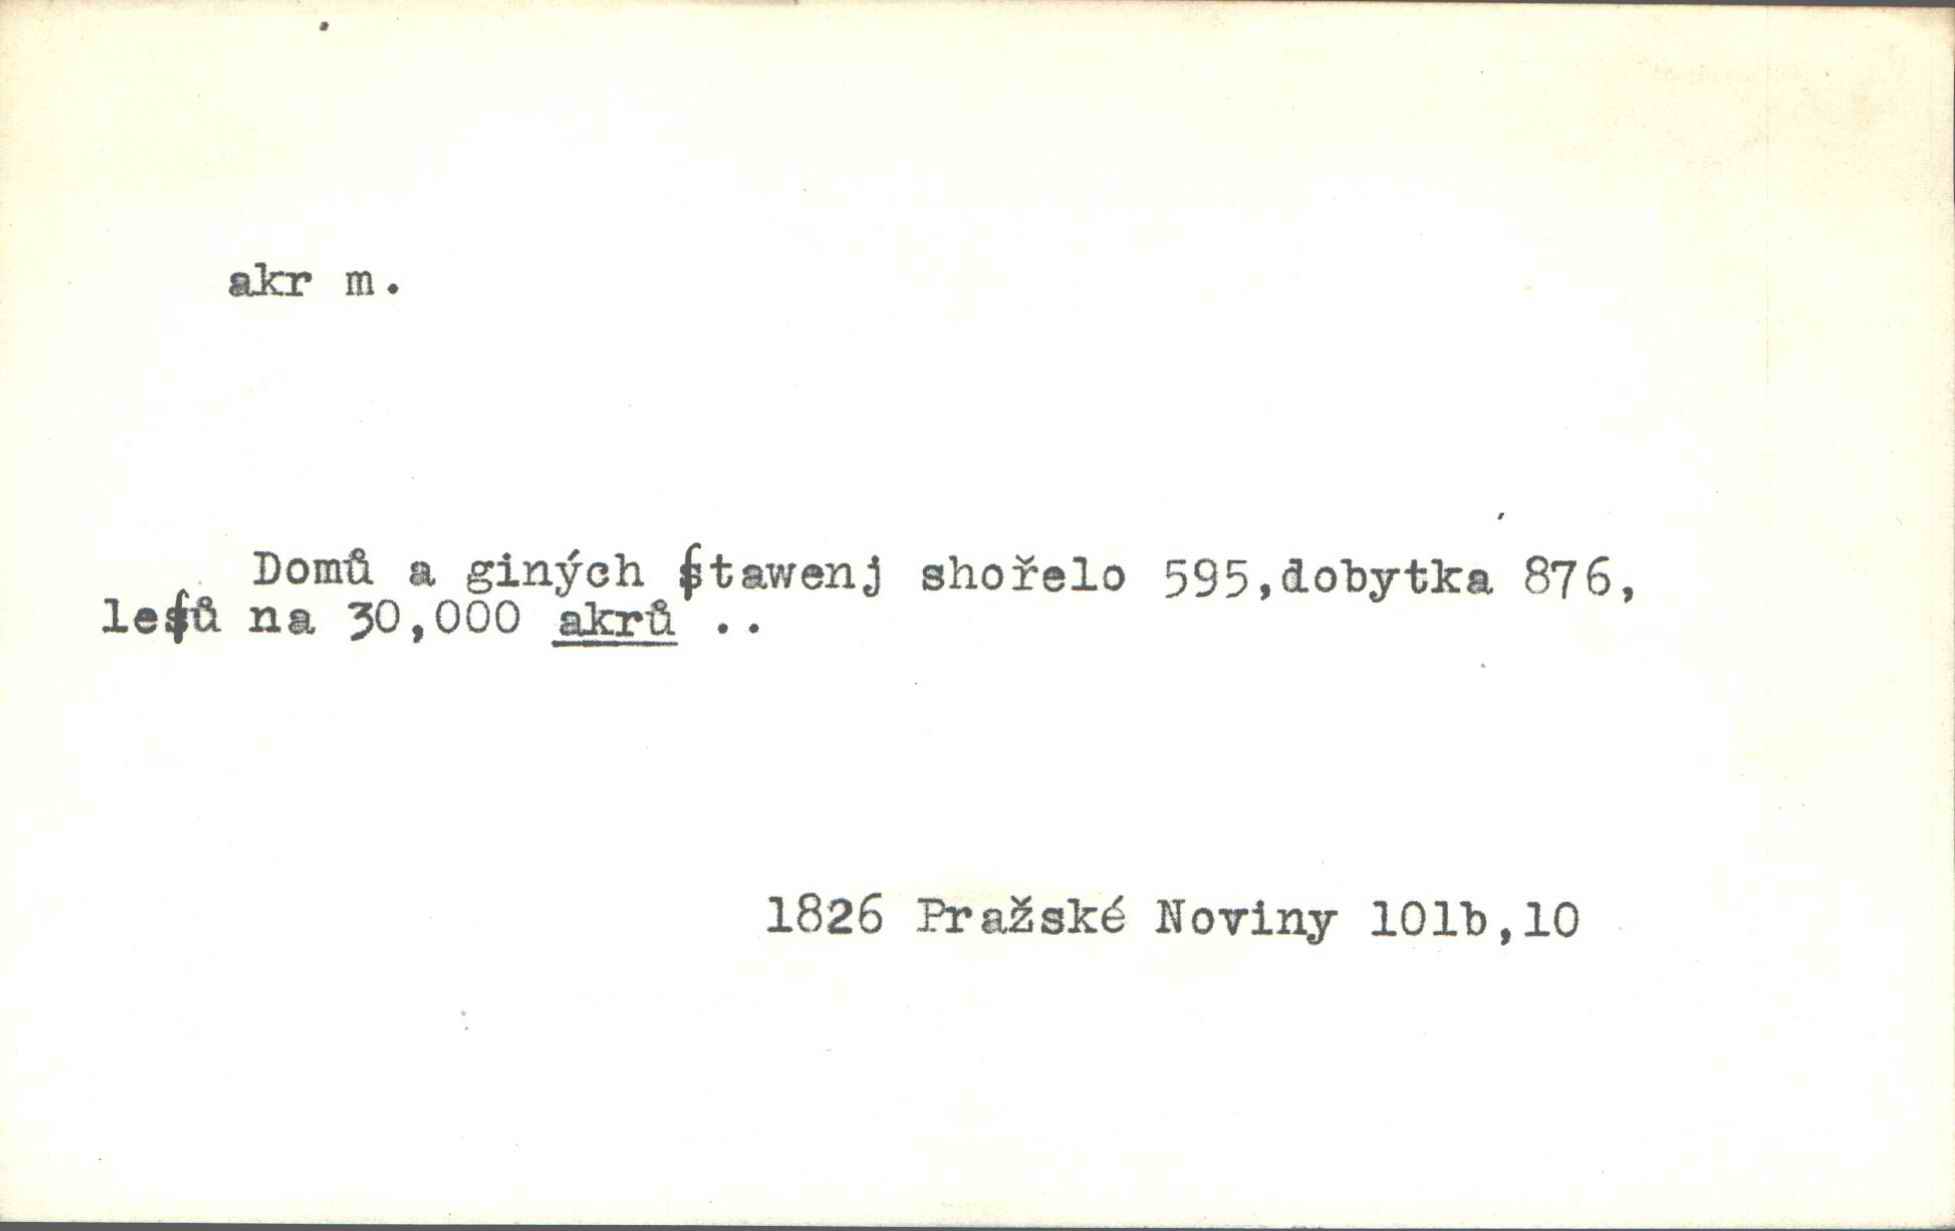 akr m.
Domů a giných ſtawenj shořelo 595,dobytka 876,
leſů na 30,000 akrů ..
1826 Pražské Noviny 101b,10